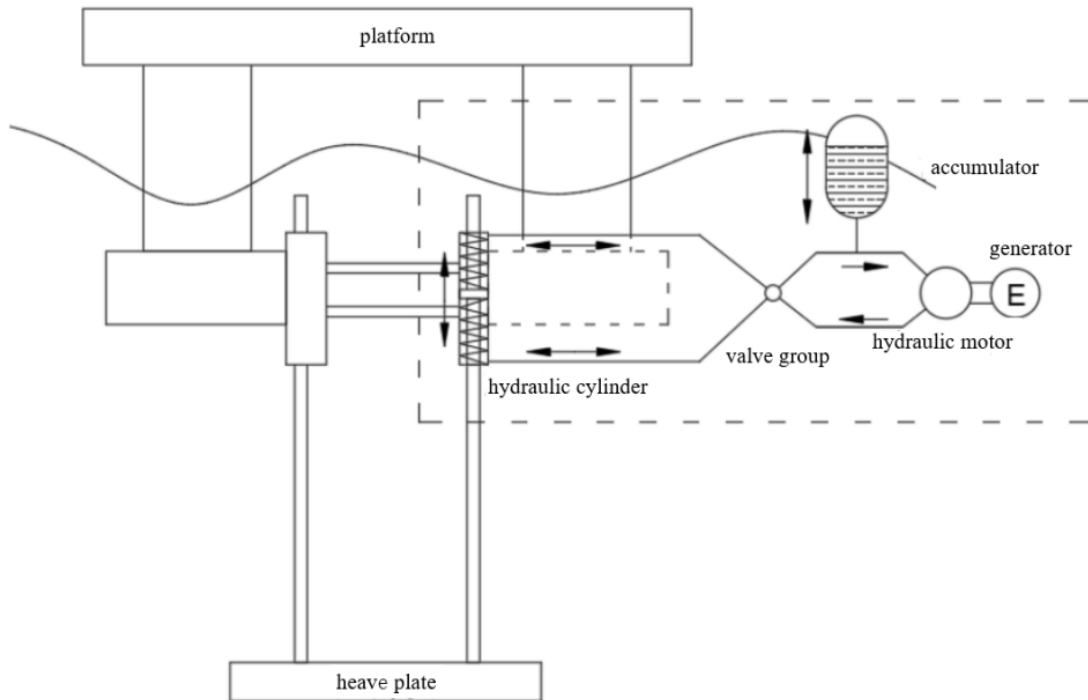 platform
accumulator
generator
E
hydraulic motor
valve group
hydraulic cylinder
heave plate